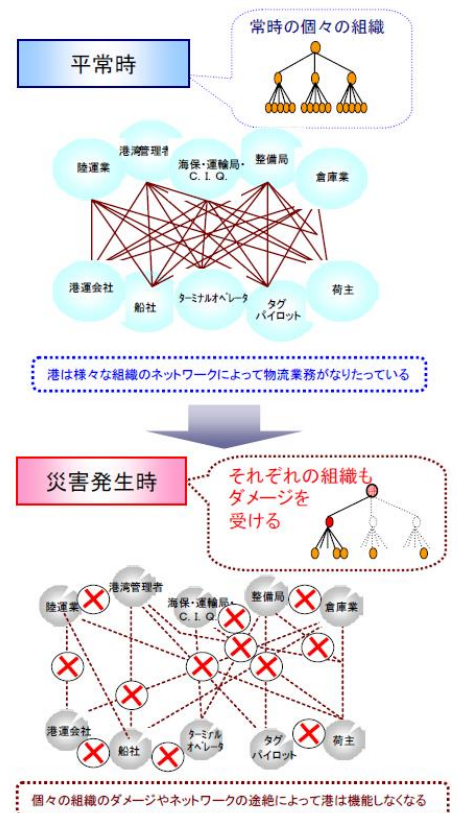 平常時
常時の個々の組織
陸運業
港湾管理者
海保・運輸局・
C. I. Q.
整備局
倉庫業
港運会社
船社
ターミナルオペレータ
タグ
パイロット
荷主
港は様々な組織のネットワークによって物流業務がなりたっている
災害発生時
それぞれの組織も
ダメージを
受ける
陸運業
港湾管理者
海保・運輸局・
C. I. Q.
整備局
倉庫業
港運会社
船社
ターミナル
オペレータ
タグ
パイロット
荷主
個々の組織のダメージやネットワークの途絶によって港は機能しなくなる